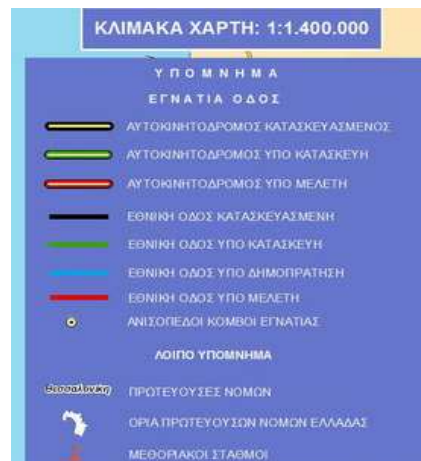 ΚΛΙΜΑΚΑ ΧΑΡΤΗ: 1:1.400.000
ΥΠΟΜΝΗΜΑ
ΕΓΝΑΤΙΑ ΟΔΟΣ
ΑΥΤΟΚΙΝΗΤΟΔΡΟΜΟΣ ΚΑΤΑΣΚΕΥΑΣΜΕΝΟΣ
ΑΥΤΟΚΙΝΗΤΟΔΡΟΜΟΣ ΥΠΟ ΚΑΤΑΣΚΕΥΗ
ΑΥΤΟΚΙΝΗΤΟΔΡΟΜΟΣ ΥΠΟ ΜΕΛΕΤΗ
ΕΘΝΙΚΗ ΟΔΟΣ ΚΑΤΑΣΚΕΥΑΣΜΕΝΗ
ΕΘΝΙΚΗ ΟΔΟΣ ΥΠΟ ΚΑΤΑΣΚΕΥΗ
ΕΘΝΙΚΗ ΟΔΟΣ ΥΠΟ ΔΗΜΟΠΡΑΤΗΣΗ
ΕΘΝΙΚΗ ΟΔΟΣ ΥΠΟ ΜΕΛΕΤΗ
ΑΝΙΣΟΠΕΔΟΙ ΚΟΜΒΟΙ ΕΓΝΑΤΙΑΣ
ΛΟΙΠΟ ΥΠΟΜΝΗΜΑ
Θεσσαλονίκη ΠΡΩΤΕΥΟΥΣΕΣ ΝΟΜΩΝ
ΟΡΙΑ ΠΡΩΤΕΥΟΥΣΩΝ ΝΟΜΩΝ ΕΛΛΑΔΑΣ
ΜΕΘΟΡΙΑΚΟΙ ΣΤΑΘΜΟΙ